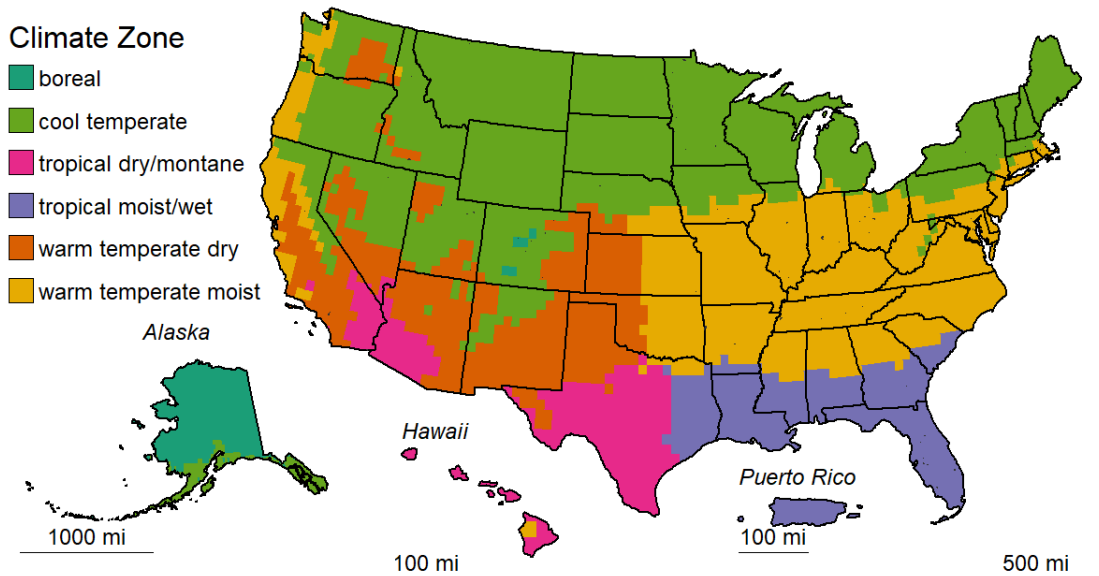 Climate Zone
boreal
cool temperate
tropical dry/montane
tropical moist/wet
warm temperate dry
warm temperate moist
Alaska
Hawaii
Puerto Rico
1000 mi
100 mi
100 mi
500 mi